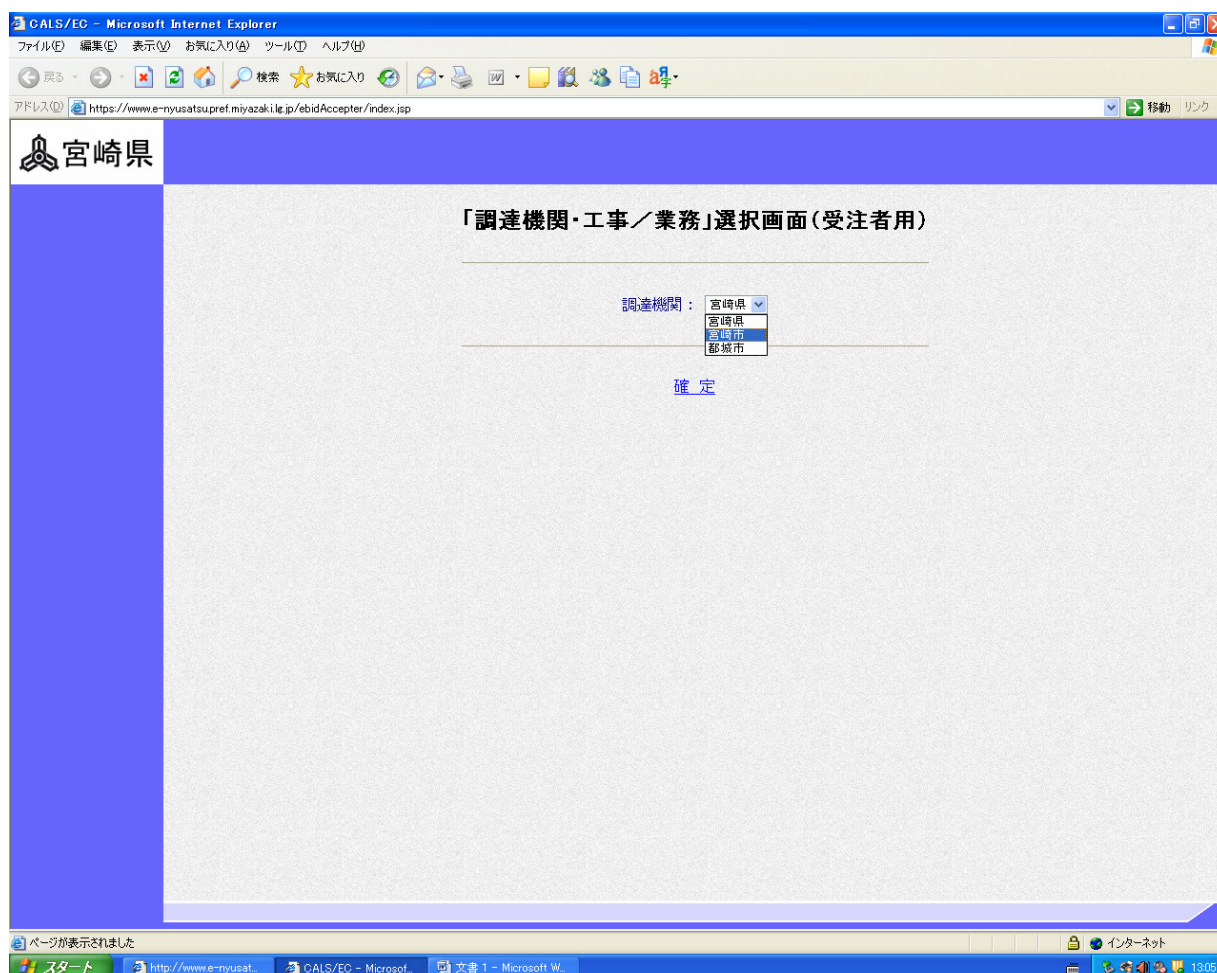 CALS/EC - Microsoft Internet Explorer
ファイル(F) 編集(E) 表示(V) お気に入り(A) ツール(T) ヘルプ(H)
戻る 検索 お気に入り
アドレス(D) https://www.e-nyusatsu.pref.miyazaki.lg.jp/ebidAccepter/index.jsp 移動 リンク
宮崎県
「調達機関・工事／業務」選択画面(受注者用)
調達機関： 宮崎県
宮崎県
宮崎市
都城市
確 定
ページが表示されました インターネット
スタート http://www.e-nyusat... CALS/EC - Microsof... 文書 1 - Microsoft W... 13:05